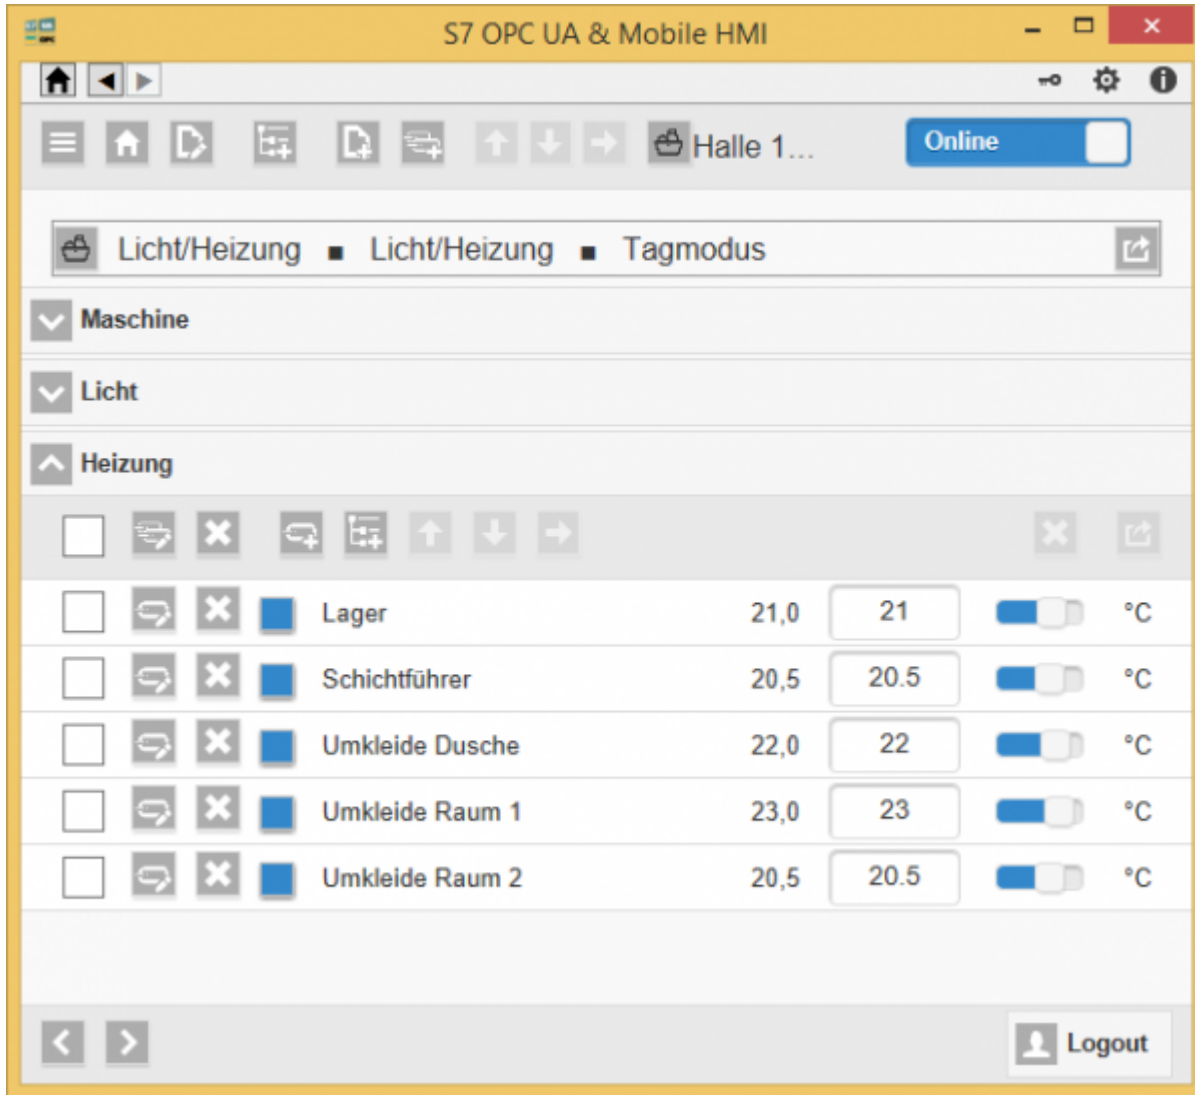 S7 OPC UA & Mobile HMI
Halle 1... Online
Licht/Heizung ■ Licht/Heizung ■ Tagmodus
Maschine
Licht
Heizung
Lager 21,0 21 °C
Schichtführer 20,5 20.5 °C
Umkleide Dusche 22,0 22 °C
Umkleide Raum 1 23,0 23 °C
Umkleide Raum 2 20,5 20.5 °C
Logout